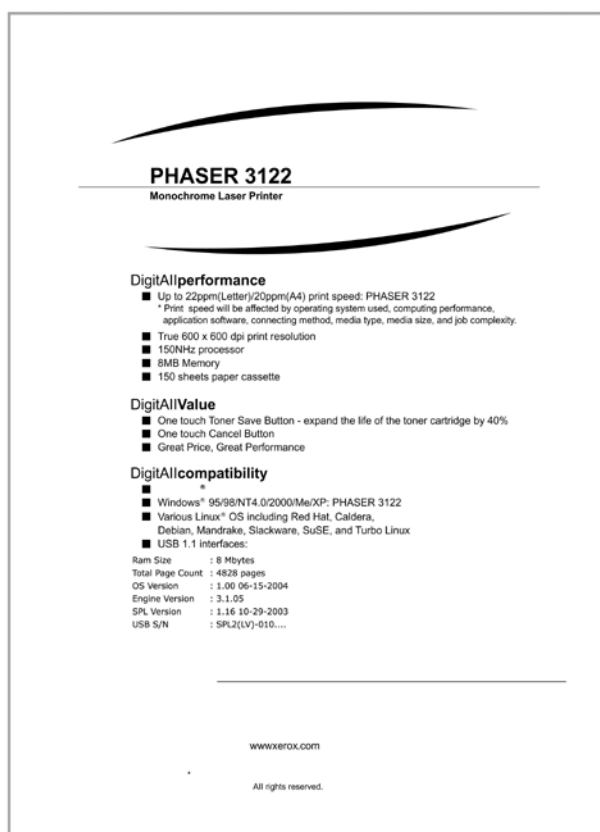 PHASER 3122
Monochrome Laser Printer
DigitAllperformance
■ Up to 22ppm(Letter)/20ppm(A4) print speed: PHASER 3122
* Print speed will be affected by operating system used, computing performance,
application software, connecting method, media type, media size, and job complexity.
■ True 600 x 600 dpi print resolution
■ 150NHz processor
■ 8MB Memory
■ 150 sheets paper cassette
DigitAllValue
■ One touch Toner Save Button - expand the life of the toner cartridge by 40%
■ One touch Cancel Button
■ Great Price, Great Performance
DigitAllcompatibility
■ ®
■ Windows® 95/98/NT4.0/2000/Me/XP: PHASER 3122
■ Various Linux® OS including Red Hat, Caldera,
Debian, Mandrake, Slackware, SuSE, and Turbo Linux
■ USB 1.1 interfaces:
Ram Size : 8 Mbytes
Total Page Count : 4828 pages
OS Version : 1.00 06-15-2004
Engine Version : 3.1.05
SPL Version : 1.16 10-29-2003
USB S/N : SPL2(LV)-010....
wwwxerox.com
*
All rights reserved.